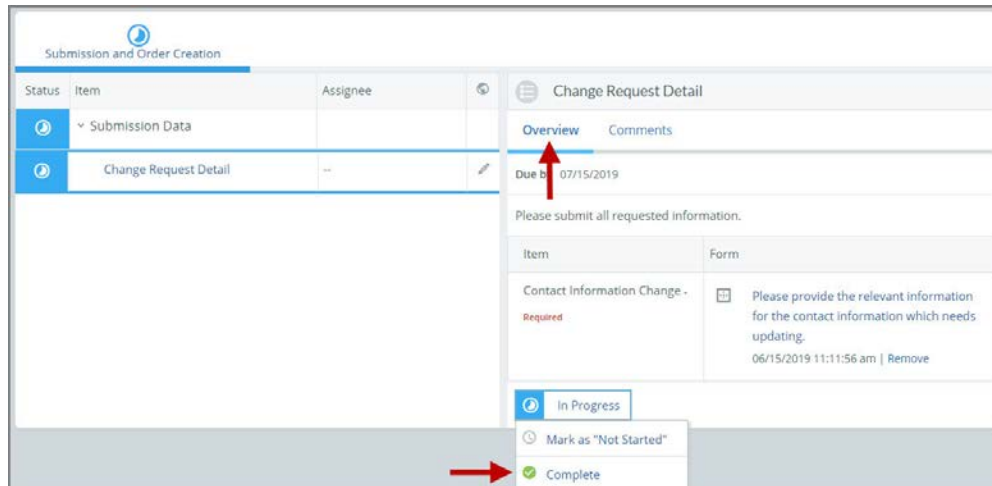 Submission and Order Creation
Status Item Assignee
Submission Data
Change Request Detail --
Change Request Detail
Overview Comments
Due by 07/15/2019
Please submit all requested information.
Item Form
Contact Information Change -
Required
Please provide the relevant information
for the contact information which needs
updating.
06/15/2019 11:11:56 am | Remove
In Progress
Mark as "Not Started"
Complete